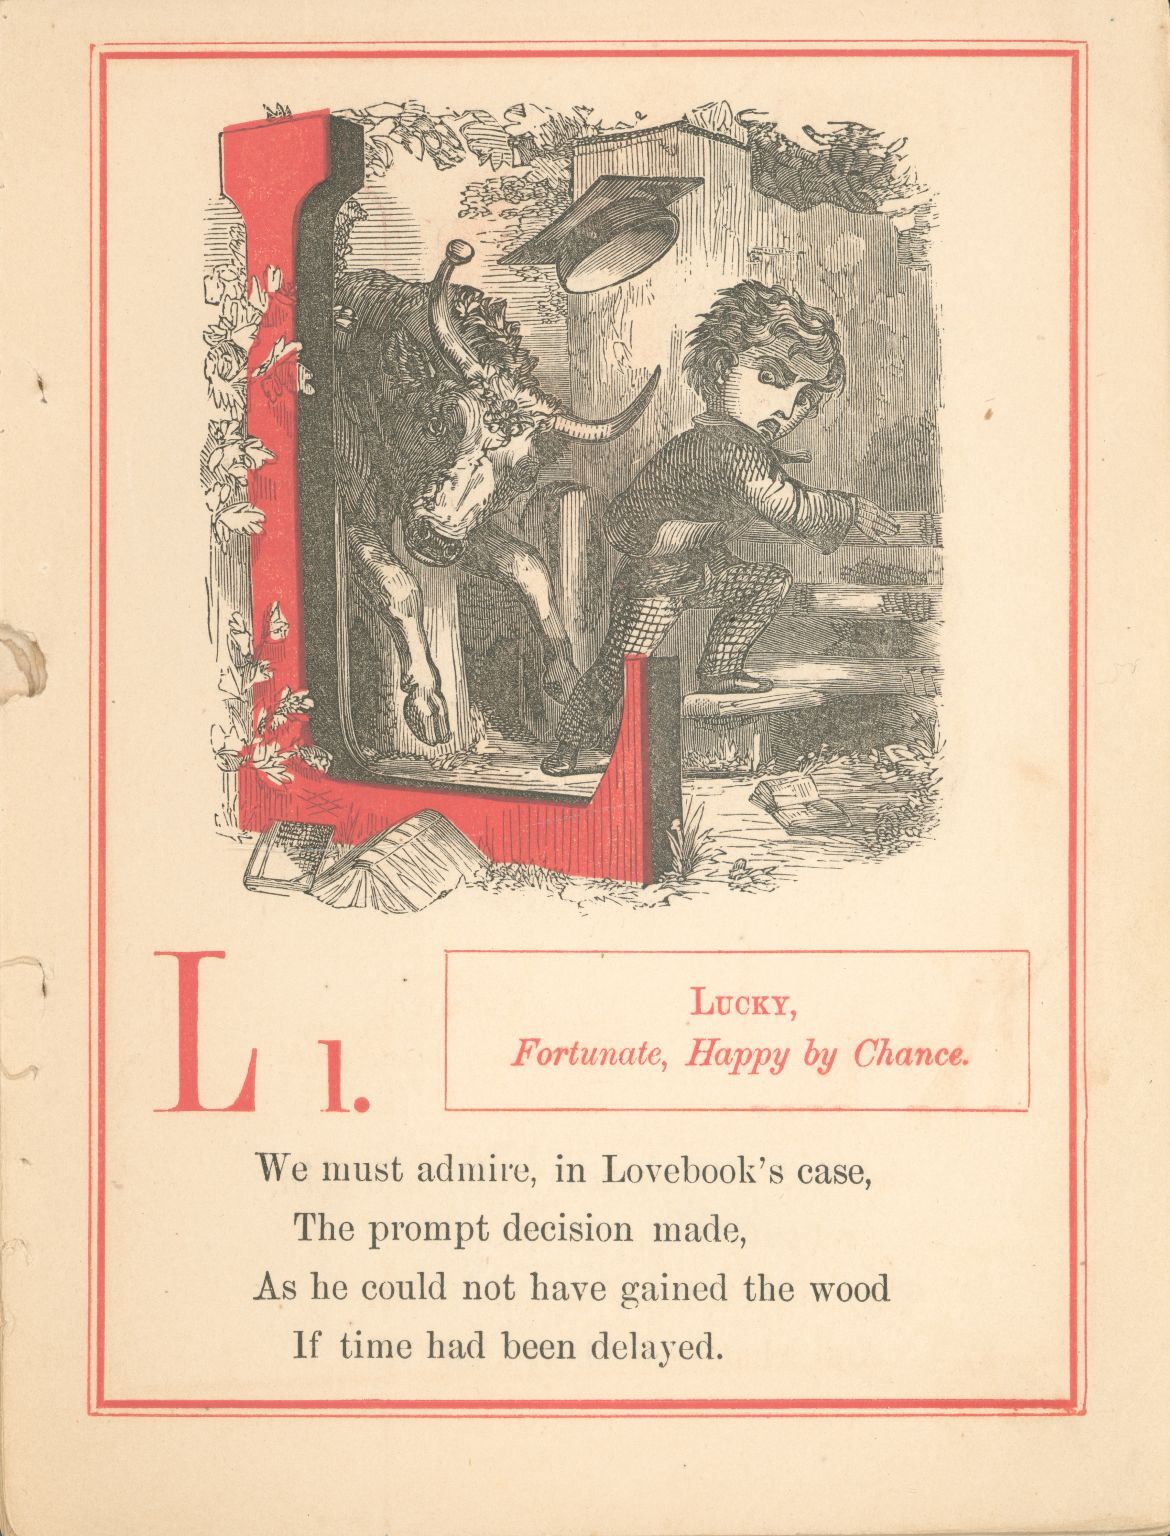 L l.
LUCKY,
Fortunate, Happy by Chance.
We must admire, in Lovebook's case,
The prompt decision made,
As he could not have gained the wood
If time had been delayed.